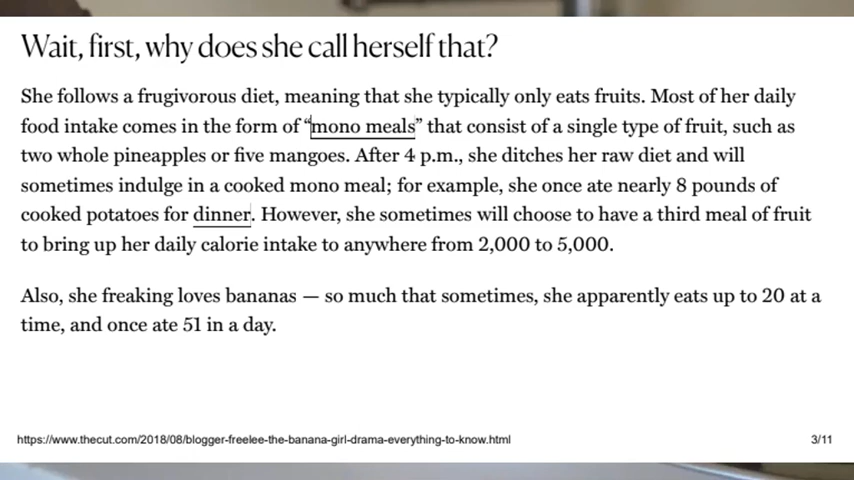 Wait, first, why does she call herself that?
She follows a frugivorous diet, meaning that she typically only eats fruits. Most of her daily
food intake comes in the form of “mono meals” that consist of a single type of fruit, such as
two whole pineapples or five mangoes. After 4 p.m., she ditches her raw diet and will
sometimes indulge in a cooked mono meal; for example, she once ate nearly 8 pounds of
cooked potatoes for dinner. However, she sometimes will choose to have a third meal of fruit
to bring up her daily calorie intake to anywhere from 2,000 to 5,000.
Also, she freaking loves bananas — so much that sometimes, she apparently eats up to 20 at a
time, and once ate 51 in a day.
https://www.thecut.com/2018/08/blogger-freelee-the-banana-girl-drama-everything-to-know.html 3/11